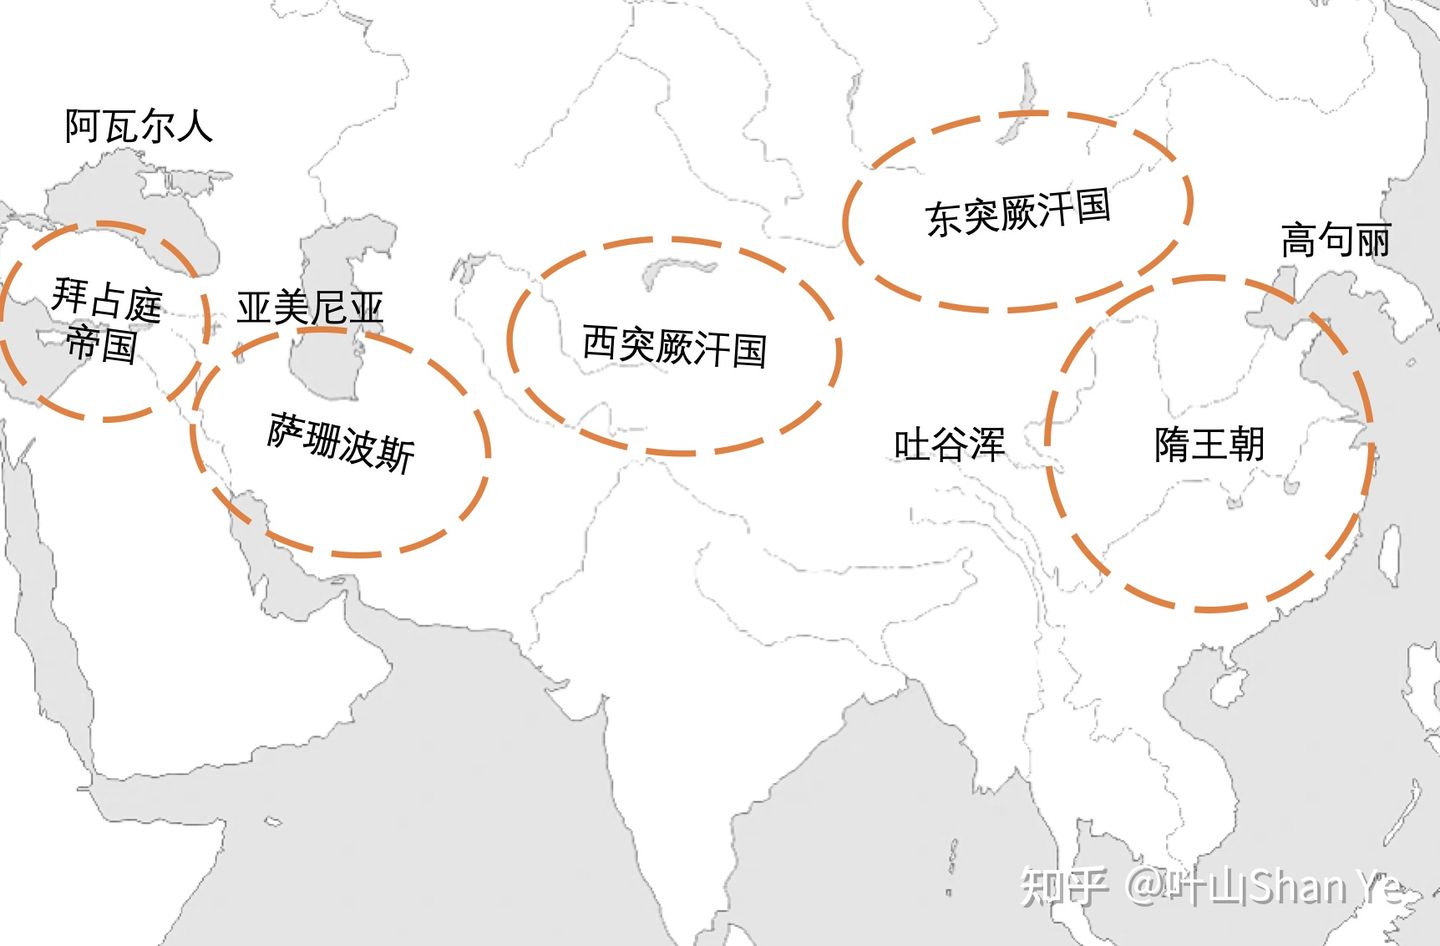 阿瓦尔人
东突厥汗国
高句丽
拜占庭
帝国
亚美尼亚
西突厥汗国
萨珊波斯
吐谷浑
隋王朝
知乎 @叶山Shan Ye